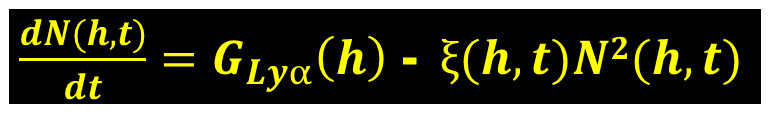 dN(h,t)/dt = G_Lyα(h) - ξ(h,t)N²(h,t)